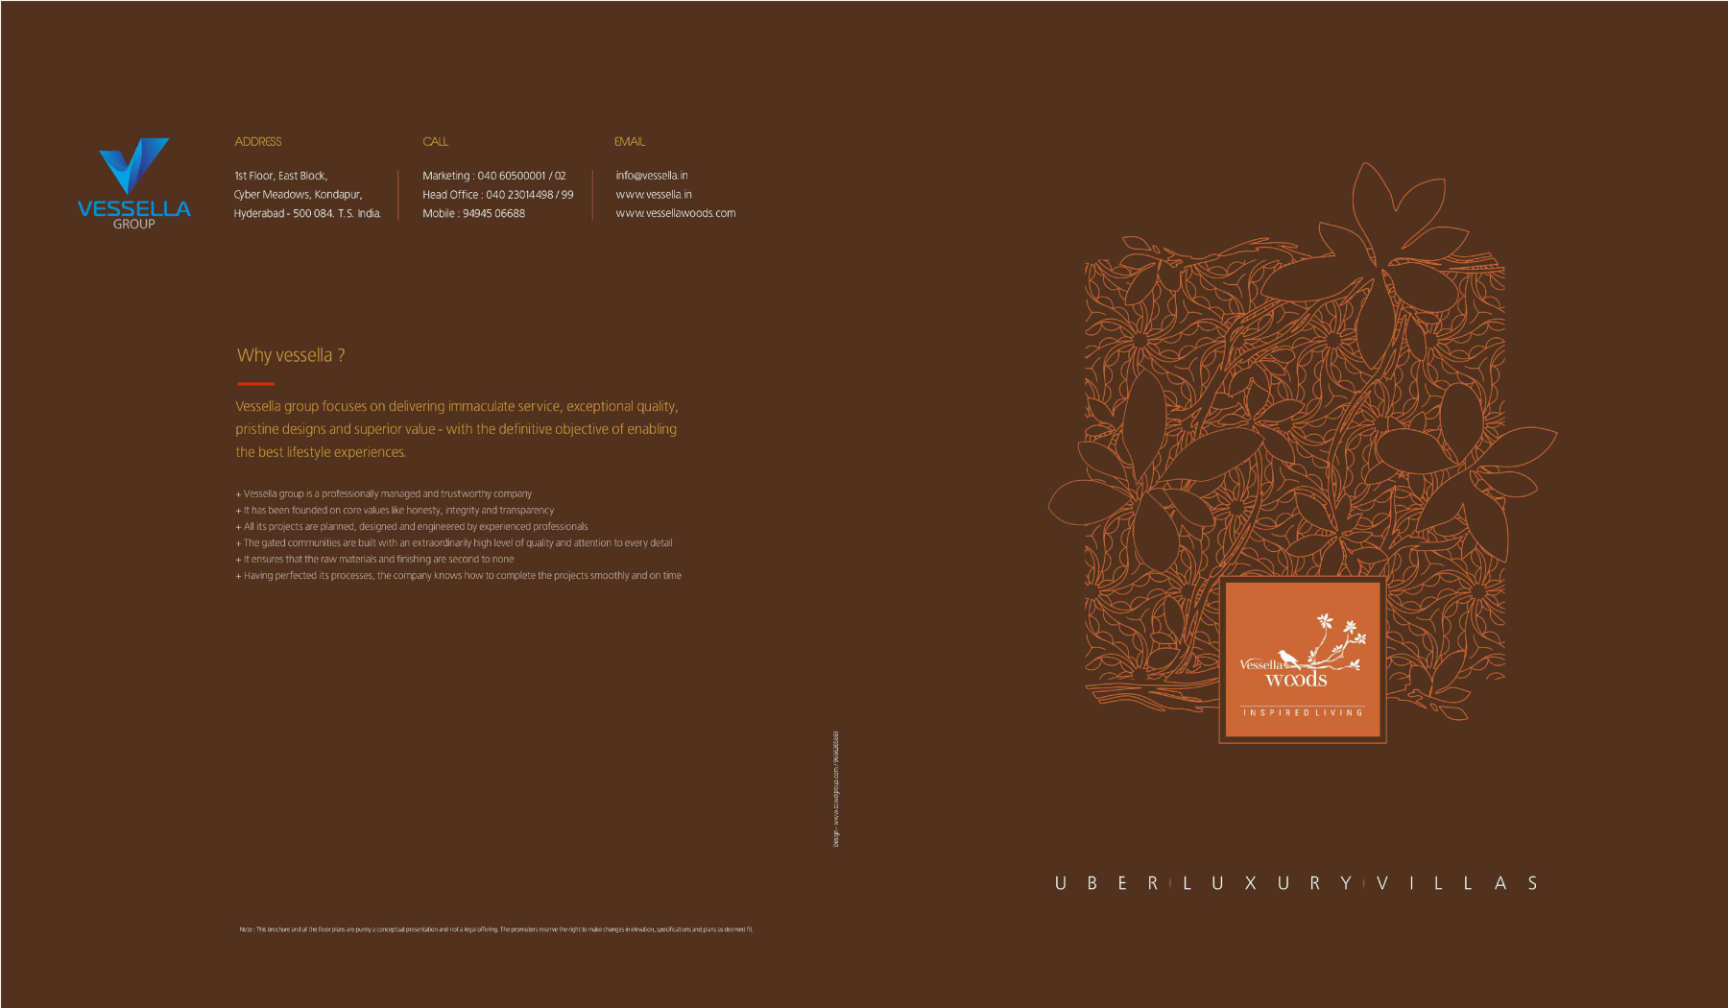 VESSELLA
GROUP
ADDRESS
1st Floor, East Block,
Cyber Meadows, Kondapur,
Hyderabad - 500 084. T.S. India.
CALL
Marketing : 040 60500001 / 02
Head Office : 040 23014498 / 99
Mobile : 94945 06688
EMAIL
info@vessella.in
www.vessella.in
www.vessellawoods.com
Why vessella ?
Vessella group focuses on delivering immaculate service, exceptional quality,
pristine designs and superior value - with the definitive objective of enabling
the best lifestyle experiences.
+ Vessella group is a professionally managed and trustworthy company
+ It has been founded on core values like honesty, integrity and transparency
+ All its projects are planned, designed and engineered by experienced professionals
+ The gated communities are built with an extraordinarily high level of quality and attention to every detail
+ It ensures that the raw materials and finishing are second to none
+ Having perfected its processes, the company knows how to complete the projects smoothly and on time
Note : This brochure and all the floor plans are purely a conceptual presentation and not a legal offering. The promoters reserve the right to make changes in elevation, specifications and plans as deemed fit.
Design :
Vessella
woods
INSPIRED LIVING
UBER | LUXURY | VILLAS